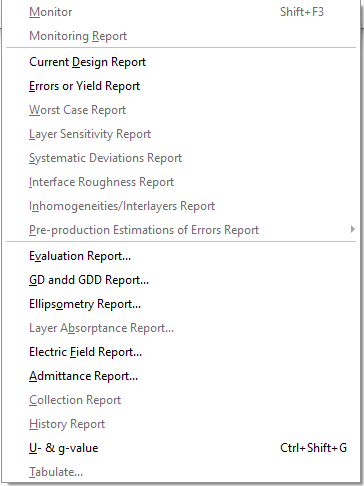 Monitor Shift+F3
Monitoring Report
Current Design Report
Errors or Yield Report
Worst Case Report
Layer Sensitivity Report
Systematic Deviations Report
Interface Roughness Report
Inhomogeneities/Interlayers Report
Pre-production Estimations of Errors Report
Evaluation Report...
GD andd GDD Report...
Ellipsometry Report...
Layer Absorptance Report...
Electric Field Report...
Admittance Report...
Collection Report
History Report
U- & g-value Ctrl+Shift+G
Tabulate...